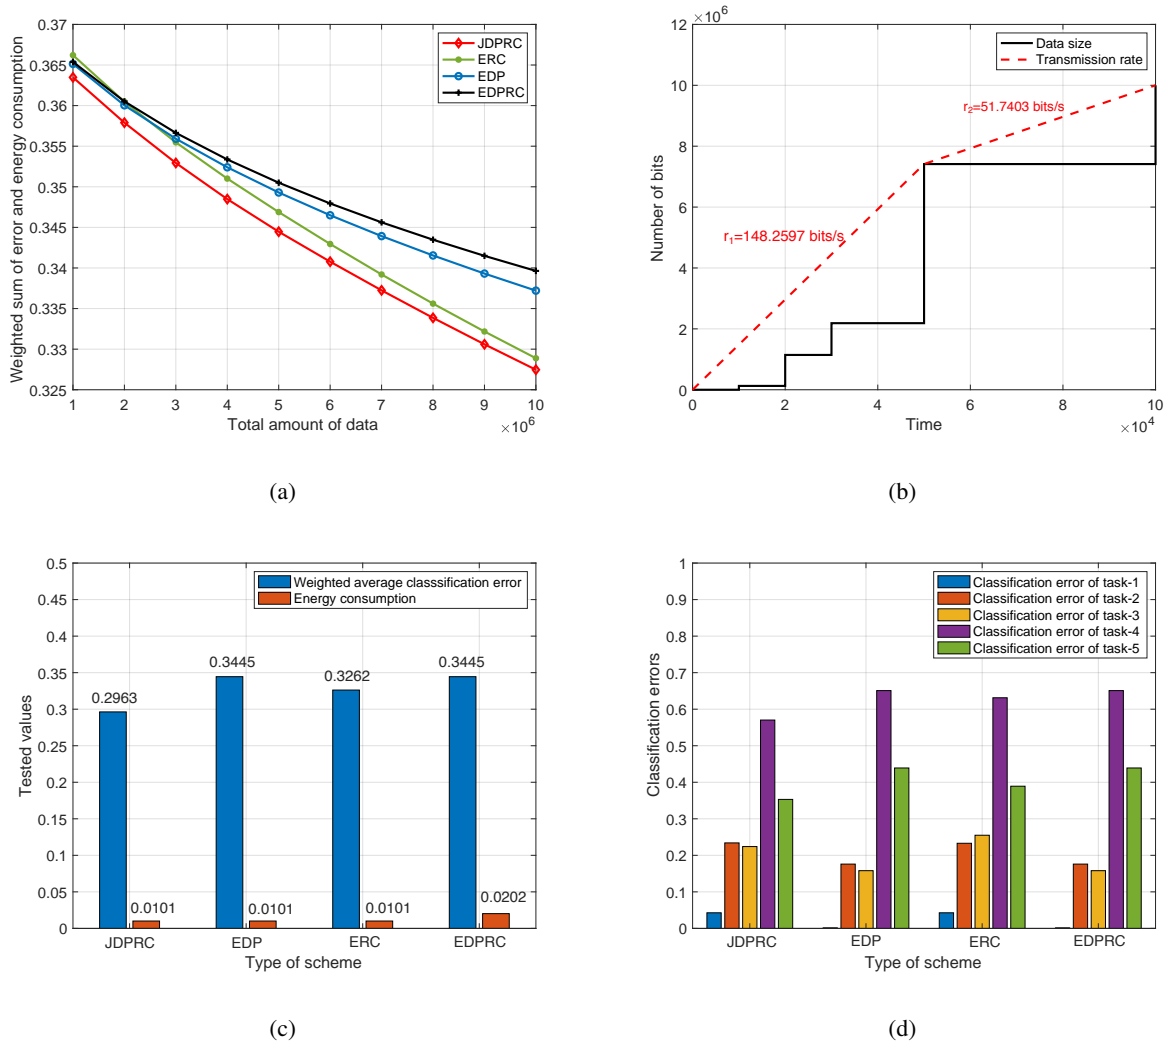 0.37
0.365
0.36
0.355
0.35
0.345
0.34
0.335
0.33
0.325
Weighted sum of error and energy consumption
JDPRC
ERC
EDP
EDPRC
1 2 3 4 5 6 7 8 9 10
Total amount of data
×10^6
(a)
×10^6
12
10
8
6
4
2
0
Number of bits
Data size
Transmission rate
r₂=51.7403 bits/s
r₁=148.2597 bits/s
0 2 4 6 8 10
Time
×10^4
(b)
0.5
0.45
0.4
0.35
0.3
0.25
0.2
0.15
0.1
0.05
0
Tested values
Weighted average classsification error
Energy consumption
0.2963
0.0101
0.3445
0.0101
0.3262
0.0101
0.3445
0.0202
JDPRC EDP ERC EDPRC
Type of scheme
(c)
1
0.9
0.8
0.7
0.6
0.5
0.4
0.3
0.2
0.1
0
Classification errors
Classification error of task-1
Classification error of task-2
Classification error of task-3
Classification error of task-4
Classification error of task-5
JDPRC EDP ERC EDPRC
Type of scheme
(d)